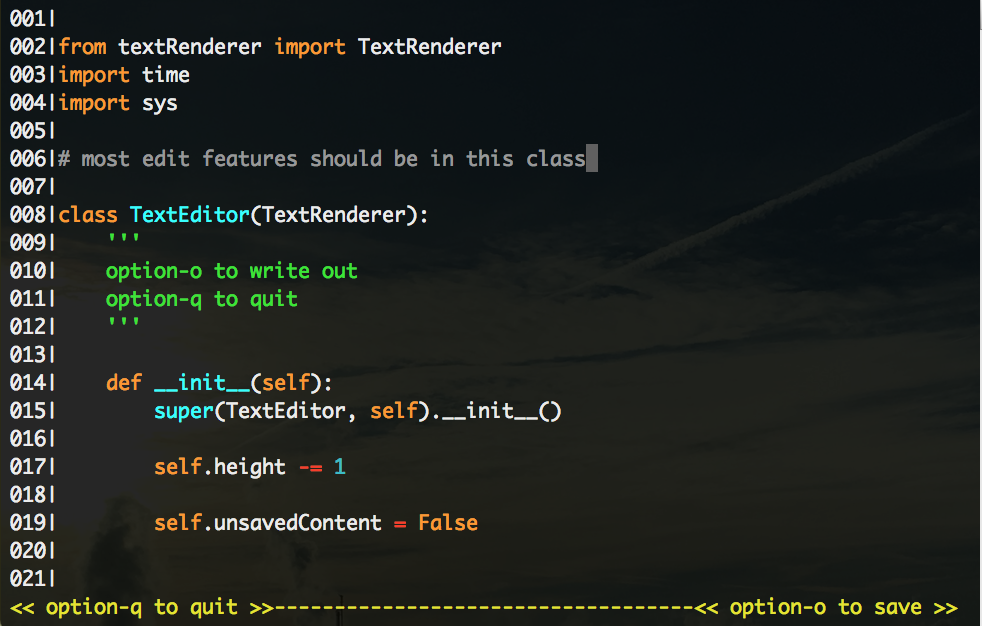 001|
002|from textRenderer import TextRenderer
003|import time
004|import sys
005|
006|# most edit features should be in this class
007|
008|class TextEditor(TextRenderer):
009|    '''
010|    option-o to write out
011|    option-q to quit
012|    '''
013|
014|    def __init__(self):
015|        super(TextEditor, self).__init__()
016|
017|        self.height -= 1
018|
019|        self.unsavedContent = False
020|
021|
<< option-q to quit >>-----------------------------------<< option-o to save >>